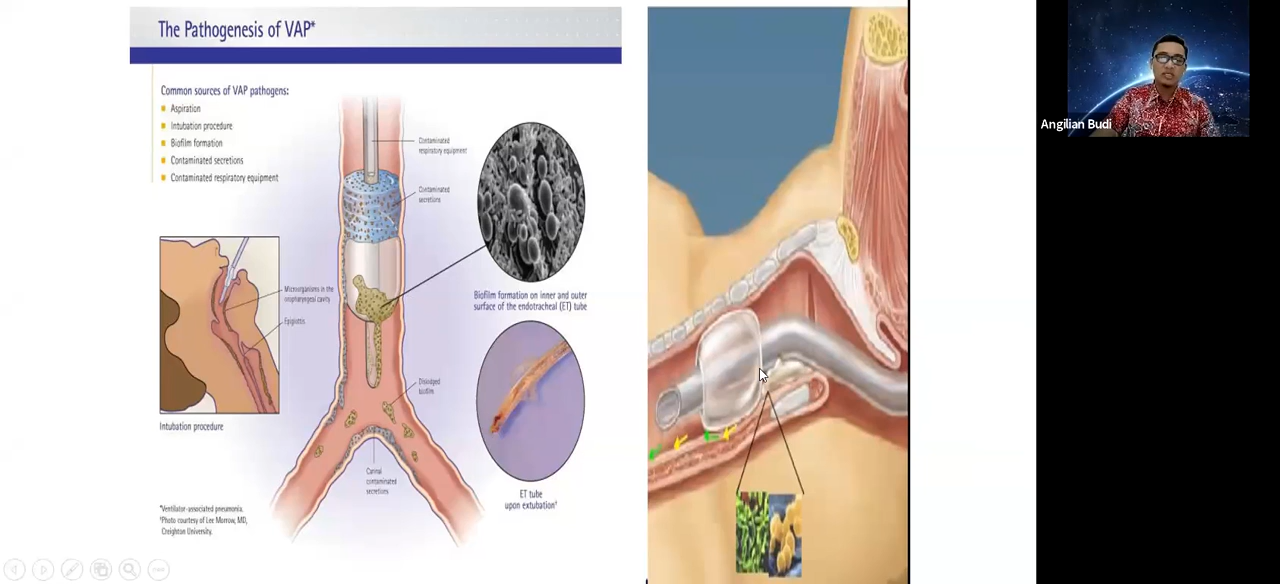 The Pathogenesis of VAP*
Common sources of VAP pathogens:
Aspiration
Intubation procedure
Biofilm formation
Contaminated secretions
Contaminated respiratory equipment
Contaminated
respiratory equipment
Contaminated
secretions
Microorganisms in the
oropharyngeal cavity
Epiglottis
Biofilm formation on inner and outer
surface of the endotracheal (ET) tube
Dislodged
biofilm
Intubation procedure
Carinal
contaminated
secretions
ET tube
upon extubation†
*Ventilator-associated pneumonia.
†Photo courtesy of Lee Morrow, MD,
Creighton University.
Angilian Budi